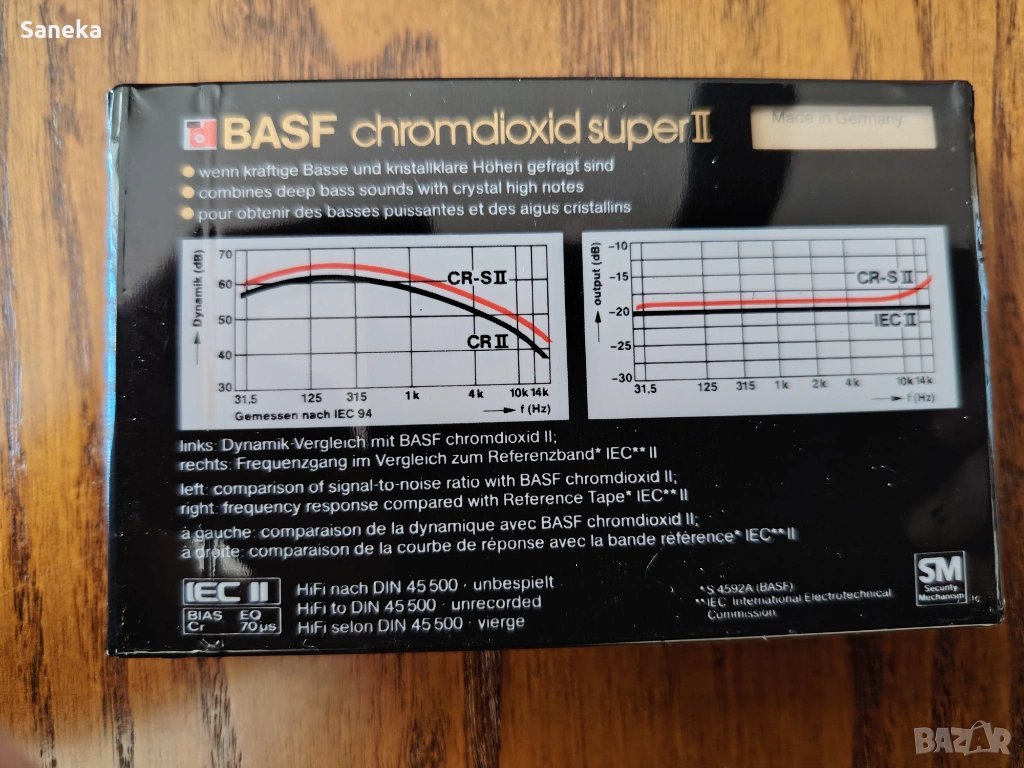 Saneka
BASF chromdioxid super II
Made in Germany
wenn kräftige Bässe und kristallklare Höhen gefragt sind
combines deep bass sounds with crystal high notes
pour obtenir des basses puissantes et des aigus cristallins
Dynamik (dB)
70
60
50
40
30
CR-S II
CR II
31,5 125 315 1k 4k 10k 14k
Gemessen nach IEC 94
f (Hz)
output (dB)
-10
-15
-20
-25
-30
CR-S II
IEC II
31,5 125 315 1k 2k 4k 10k 14k
f (Hz)
links: Dynamik-Vergleich mit BASF chromdioxid II;
rechts: Frequenzgang im Vergleich zum Referenzband* IEC** II
left: comparison of signal-to-noise ratio with BASF chromdioxid II;
right: frequency response compared with Reference Tape* IEC** II
à gauche: comparaison de la dynamique avec BASF chromdioxid II;
à droite: comparaison de la courbe de réponse avec la bande référence* IEC** II
IEC II
BIAS EQ
Cr 70 µs
HiFi nach DIN 45 500 · unbespielt
HiFi to DIN 45 500 · unrecorded
HiFi selon DIN 45 500 · vierge
*S 4592A (BASF)
**IEC International Electrotechnical
Commission
SM
Security
Mechanism
BAZAR